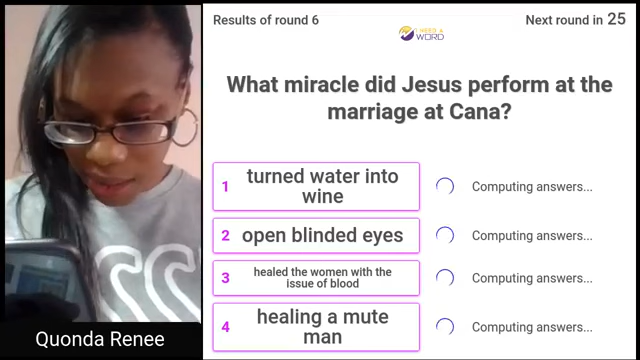 Results of round 6
I NEED A
WORD
Next round in 25
What miracle did Jesus perform at the
marriage at Cana?
1 turned water into
wine
Computing answers...
2 open blinded eyes
Computing answers...
3 healed the women with the
issue of blood
Computing answers...
4 healing a mute
man
Computing answers...
Quonda Renee